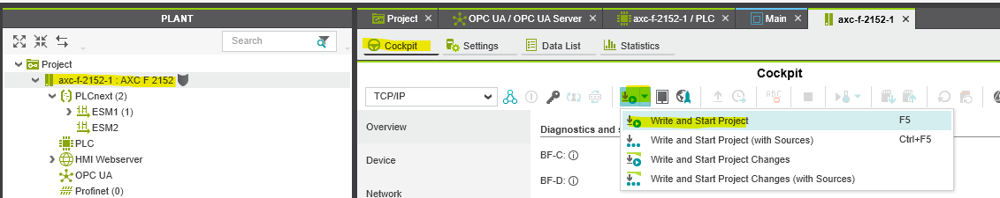 PLANT
Search
Project
axc-f-2152-1 : AXC F 2152
PLCnext (2)
ESM1 (1)
ESM2
PLC
HMI Webserver
OPC UA
Profinet (0)
Project
OPC UA / OPC UA Server
axc-f-2152-1 / PLC
Main
axc-f-2152-1
Cockpit
Settings
Data List
Statistics
Cockpit
TCP/IP
ABC
Overview
Device
Network
Diagnostics and s
BF-C:
BF-D:
Write and Start Project F5
Write and Start Project (with Sources) Ctrl+F5
Write and Start Project Changes
Write and Start Project Changes (with Sources)